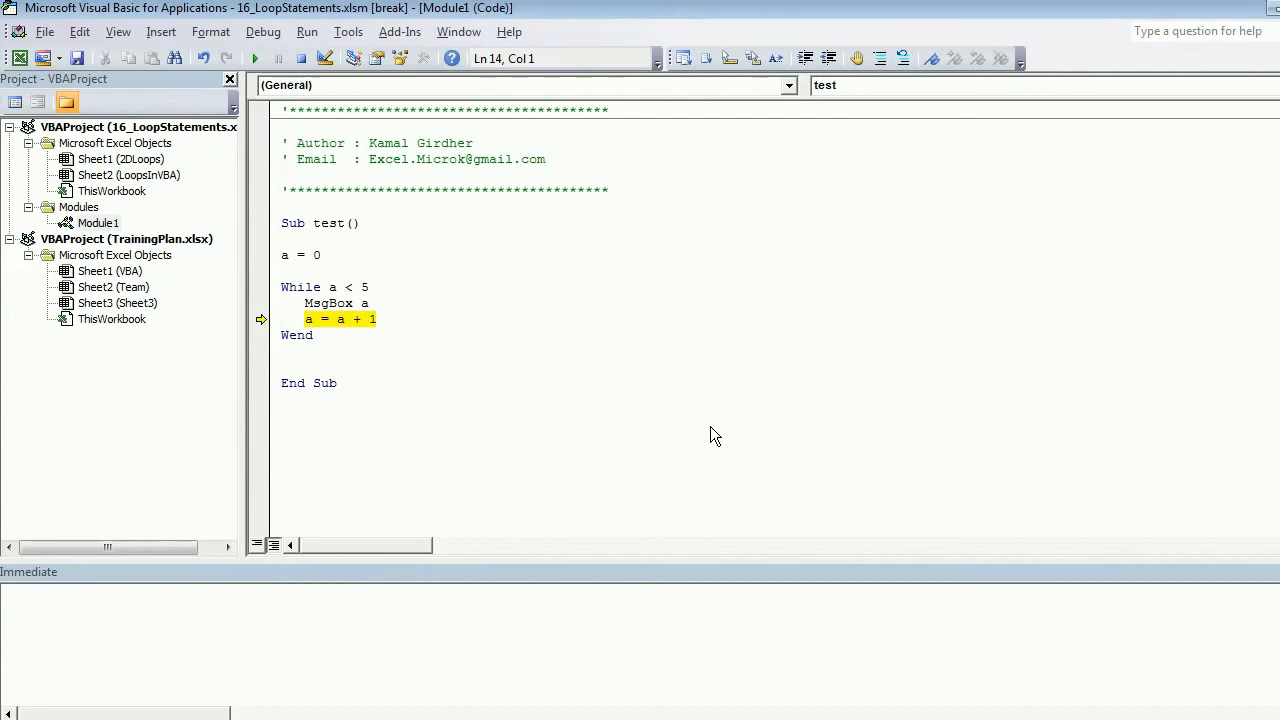 Microsoft Visual Basic for Applications - 16_LoopStatements.xlsm [break] - [Module1 (Code)]
File Edit View Insert Format Debug Run Tools Add-Ins Window Help
Type a question for help
Ln 14, Col 1
Project - VBAProject
(General)
test
VBAProject (16_LoopStatements.x
Microsoft Excel Objects
Sheet1 (2DLoops)
Sheet2 (LoopsInVBA)
ThisWorkbook
Modules
Module1
VBAProject (TrainingPlan.xlsx)
Microsoft Excel Objects
Sheet1 (VBA)
Sheet2 (Team)
Sheet3 (Sheet3)
ThisWorkbook
'****************************************
' Author : Kamal Girdher
' Email  : Excel.Microk@gmail.com
'****************************************
Sub test()
a = 0
While a < 5
MsgBox a
a = a + 1
Wend
End Sub
Immediate